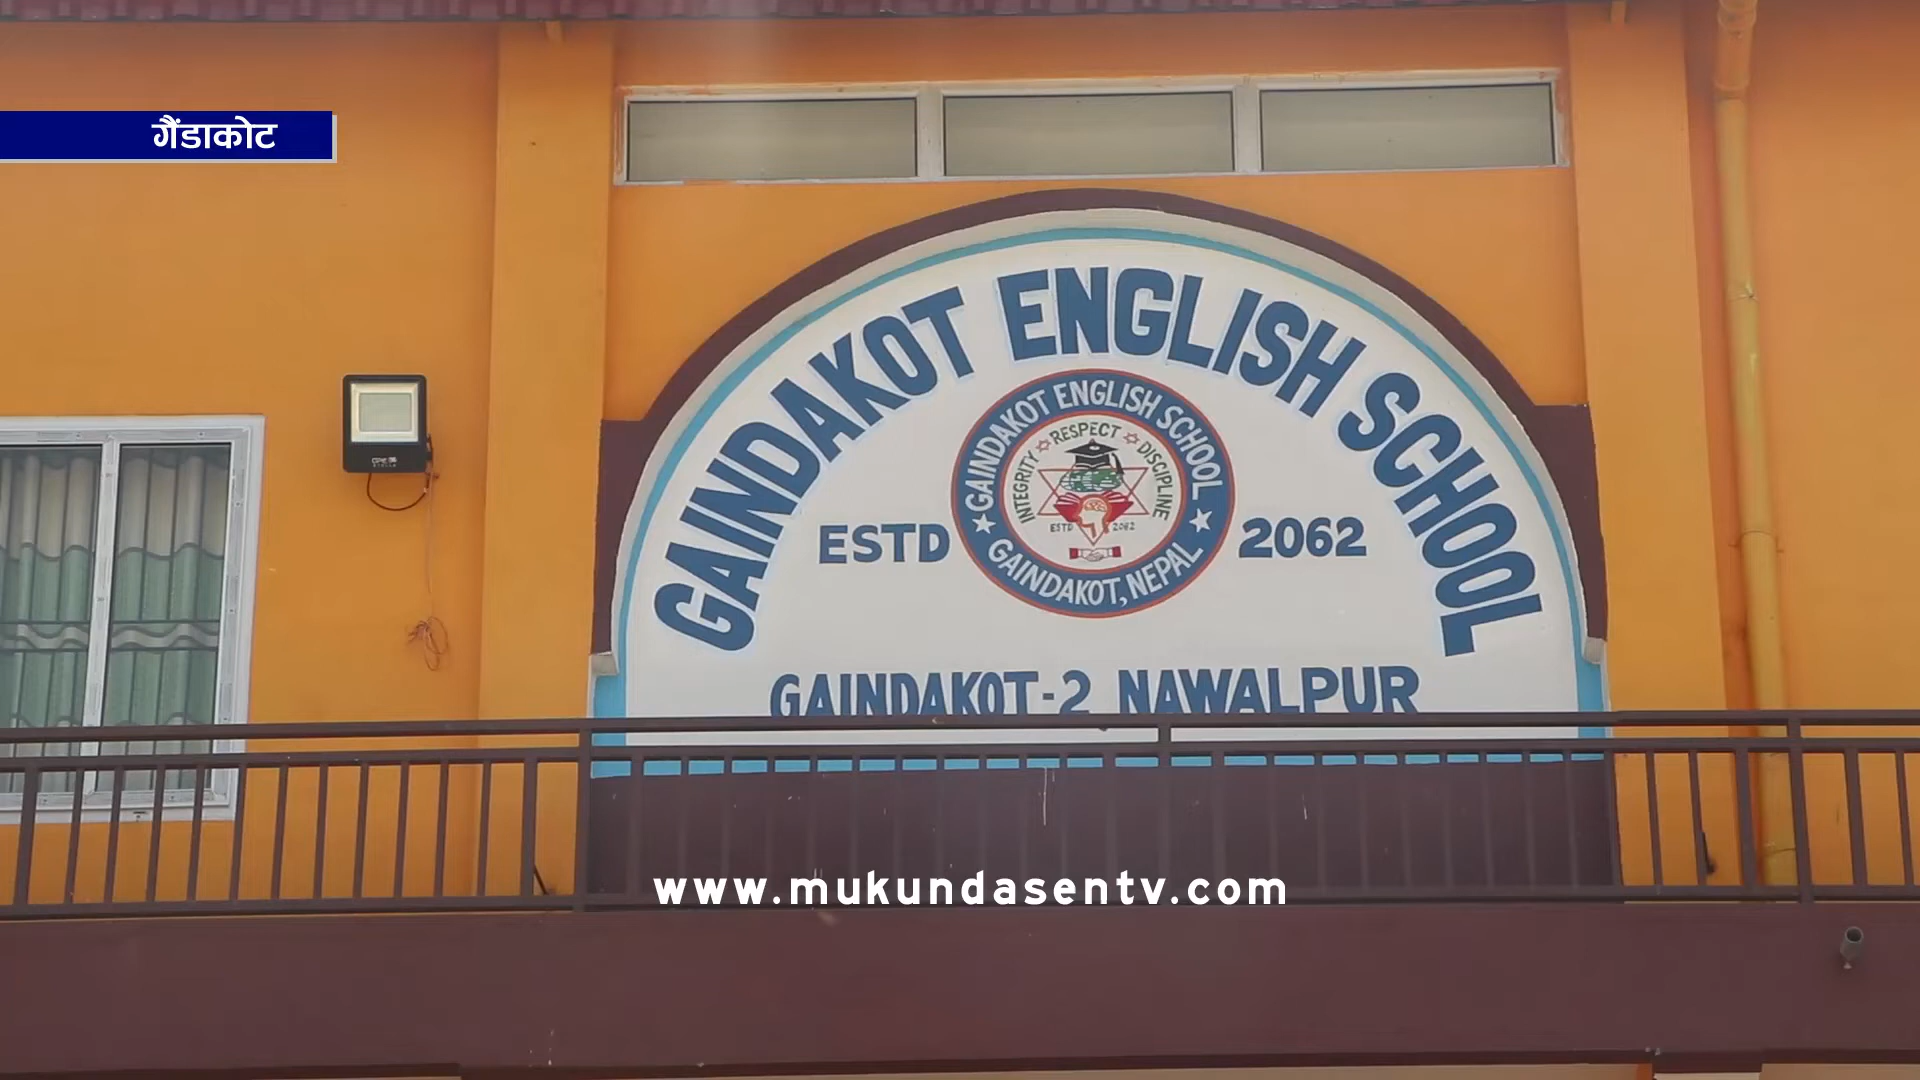 गैंडाकोट
GAINDAKOT ENGLISH SCHOOL
GAINDAKOT ENGLISH SCHOOL
INTEGRITY RESPECT DISCIPLINE
ESTD 2062
GAINDAKOT, NEPAL
ESTD 2062
GAINDAKOT-2 NAWALPUR
www.mukundasentv.com